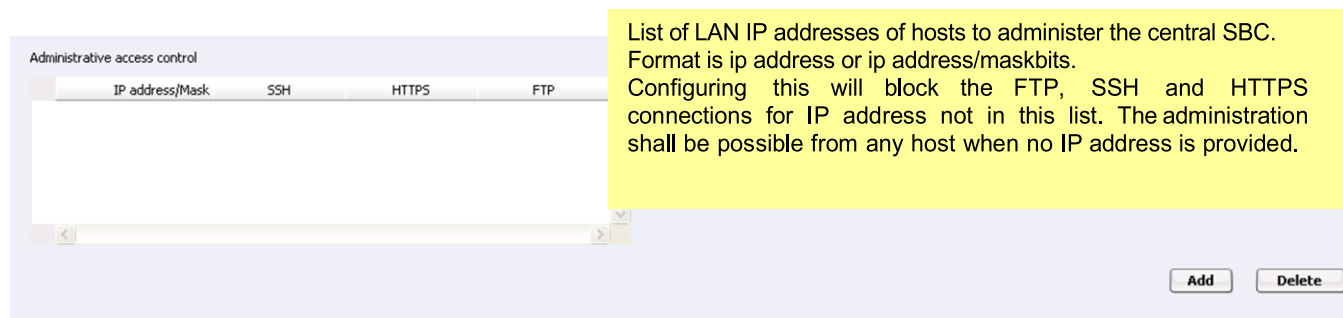 List of LAN IP addresses of hosts to administer the central SBC.
Format is ip address or ip address/maskbits.
Configuring this will block the FTP, SSH and HTTPS
connections for IP address not in this list. The administration
shall be possible from any host when no IP address is provided.
Administrative access control
IP address/Mask SSH HTTPS FTP
Add Delete